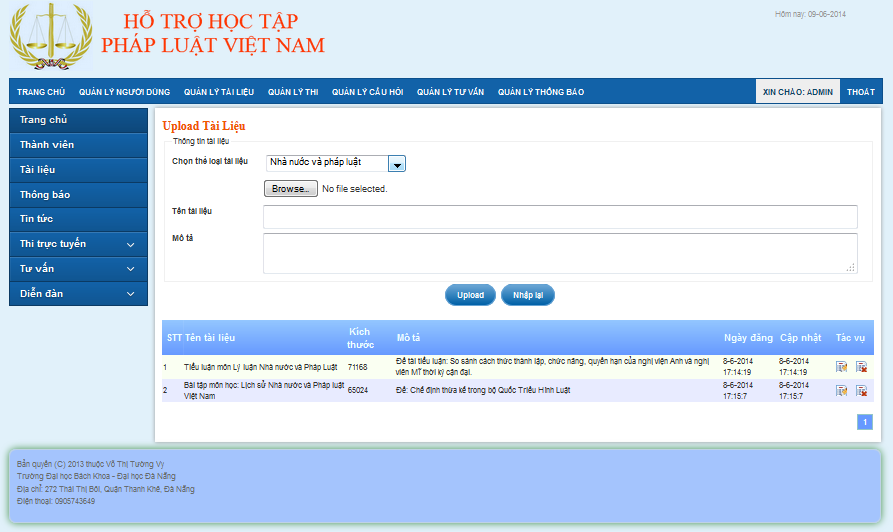 HỖ TRỢ HỌC TẬP
PHÁP LUẬT VIỆT NAM
Hôm nay: 09-06-2014
TRANG CHỦ QUẢN LÝ NGƯỜI DÙNG QUẢN LÝ TÀI LIỆU QUẢN LÝ THI QUẢN LÝ CÂU HỎI QUẢN LÝ TƯ VẤN QUẢN LÝ THÔNG BÁO XIN CHÀO: ADMIN THOÁT
Trang chủ
Thành viên
Tài liệu
Thông báo
Tin tức
Thi trực tuyến
Tư vấn
Diễn đàn
Upload Tài Liệu
Thông tin tài liệu
Chọn thể loại tài liệu Nhà nước và pháp luật
Browse... No file selected.
Tên tài liệu
Mô tả
Upload Nhập lại
STT Tên tài liệu Kích thước Mô tả Ngày đăng Cập nhật Tác vụ
1 Tiểu luận môn Lý luận Nhà nước và Pháp Luật 71168 Đề tài tiểu luận: So sánh cách thức thành lập, chức năng, quyền hạn của nghị viện Anh và nghị viên MĨ thời kỳ cận đại. 8-6-2014 17:14:19 8-6-2014 17:14:19
2 Bài tập môn học: Lịch sử Nhà nước và Pháp luật Việt Nam 65024 Đề: Chế định thừa kế trong bộ Quốc Triều Hình Luật 8-6-2014 17:15:7 8-6-2014 17:15:7
1
Bản quyền (C) 2013 thuộc Võ Thị Tường Vy
Trường Đại học Bách Khoa - Đại học Đà Nẵng
Địa chỉ: 272 Thái Thị Bôi, Quận Thanh Khê, Đà Nẵng
Điện thoại: 0905743649